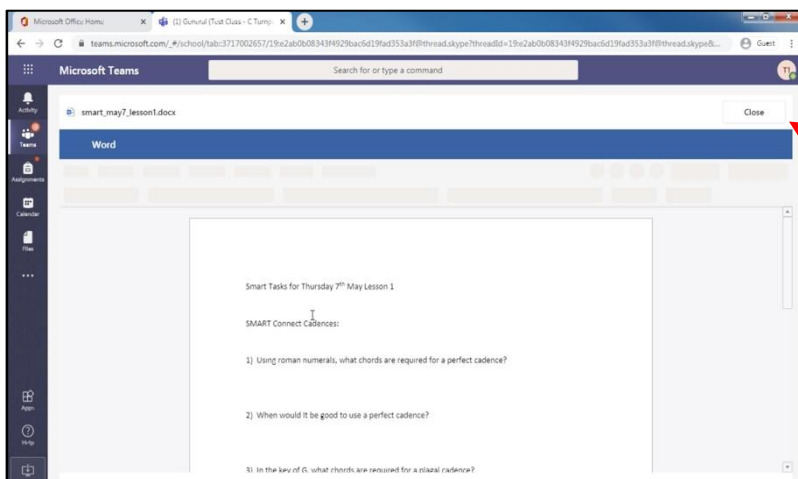 Microsoft Office Home
(1) General (Test Class - C Turnp
teams.microsoft.com/_#/school/tab::3717002657/19:e2ab0b08343f4929bac6d19fad353a3f@thread.skype?threadId=19:e2ab0b08343f4929bac6d19fad353a3f@thread.skype&...
Guest
Microsoft Teams
Search for or type a command
Activity
smart_may7_lesson1.docx
Close
Teams
Word
Assignments
Calendar
Files
Smart Tasks for Thursday 7th May Lesson 1
SMART Connect Cadences:
1) Using roman numerals, what chords are required for a perfect cadence?
2) When would it be good to use a perfect cadence?
3) In the key of G, what chords are required for a plagal cadence?
Apps
Help